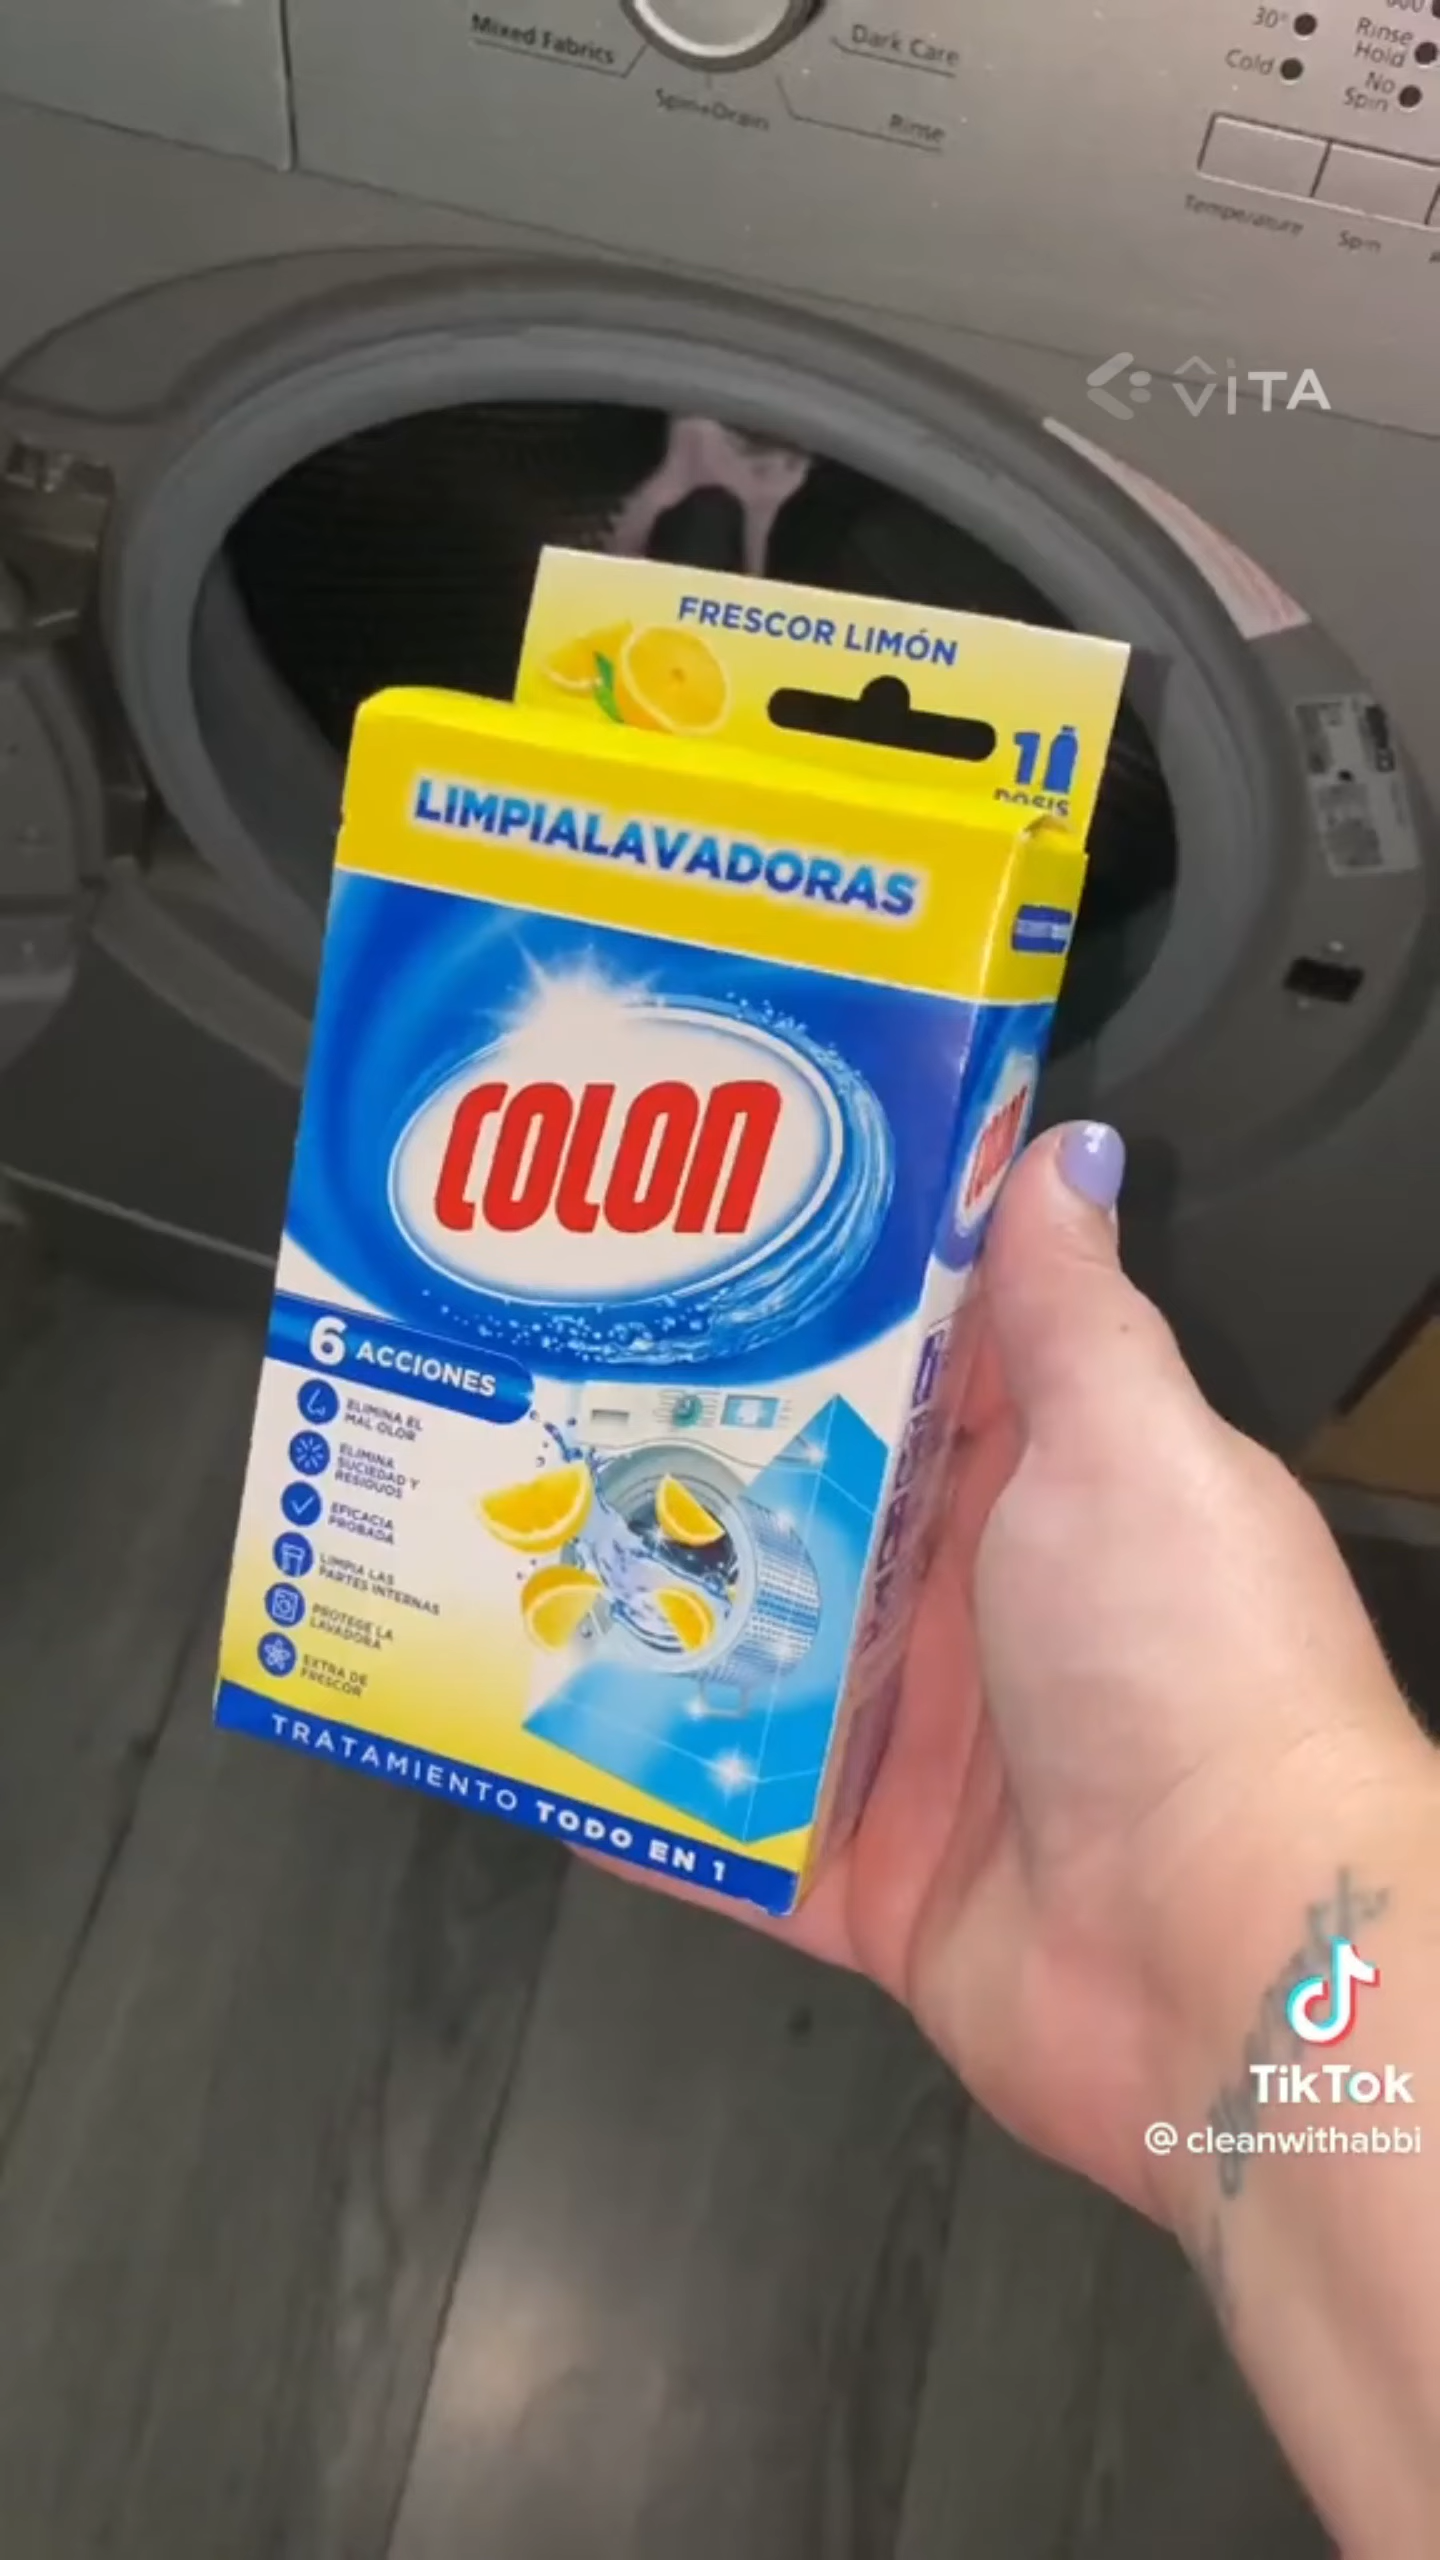 Mixed Fabrics
Dark Care
Spin+Drain
Rinse
30°
Cold
Rinse
Hold
No
Spin
Temperature
Spin
VITA
FRESCOR LIMÓN
1
DOSIS
LIMPIALAVADORAS
COLON
COLON
6 ACCIONES
ELIMINA EL
MAL OLOR
ELIMINA
SUCIEDAD Y
RESIDUOS
EFICACIA
PROBADA
LIMPIA LAS
PARTES INTERNAS
PROTEGE LA
LAVADORA
EXTRA DE
FRESCOR
TRATAMIENTO TODO EN 1
TikTok
@cleanwithabbi